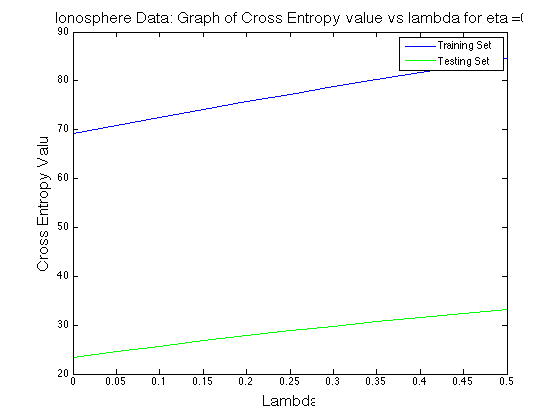 Ionosphere Data: Graph of Cross Entropy value vs lambda for eta =0
90
80
70
60
50
40
30
20
Cross Entropy Valu
Training Set
Testing Set
0 0.05 0.1 0.15 0.2 0.25 0.3 0.35 0.4 0.45 0.5
Lambda